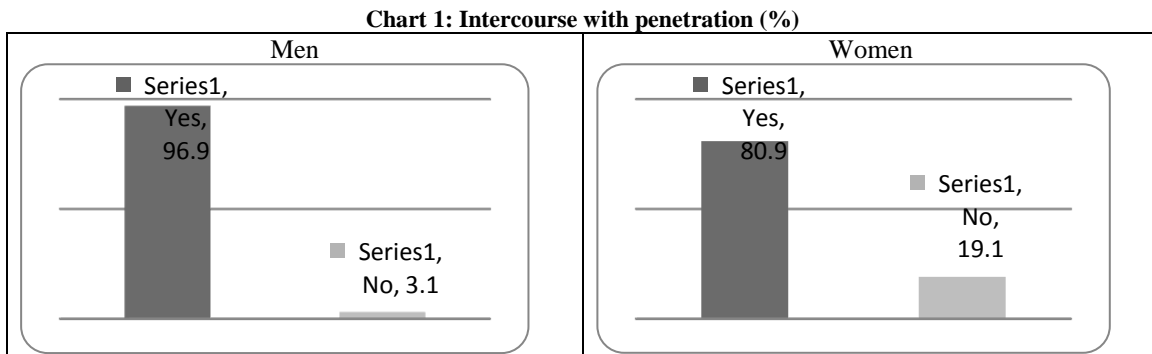 Chart 1: Intercourse with penetration (%)
Men
Series1,
Yes,
96.9
Series1,
No, 3.1
Women
Series1,
Yes,
80.9
Series1,
No,
19.1